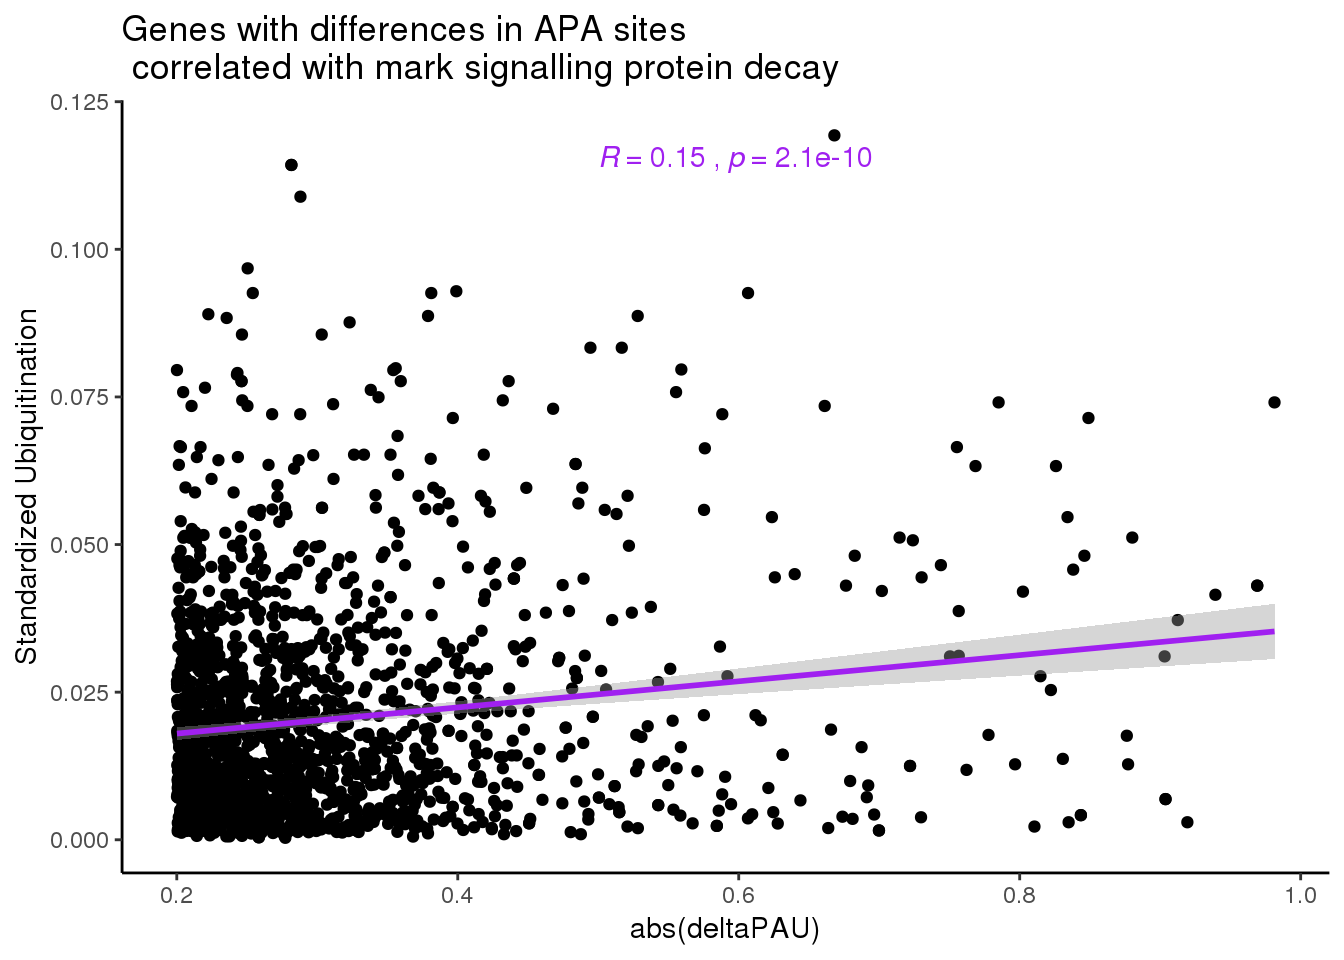 Genes with differences in APA sites
correlated with mark signalling protein decay
0.125
R = 0.15 , p = 2.1e-10
0.100
0.075
Standardized Ubiquitination
0.050
0.025
0.000
0.2 0.4 0.6 0.8 1.0
abs(deltaPAU)